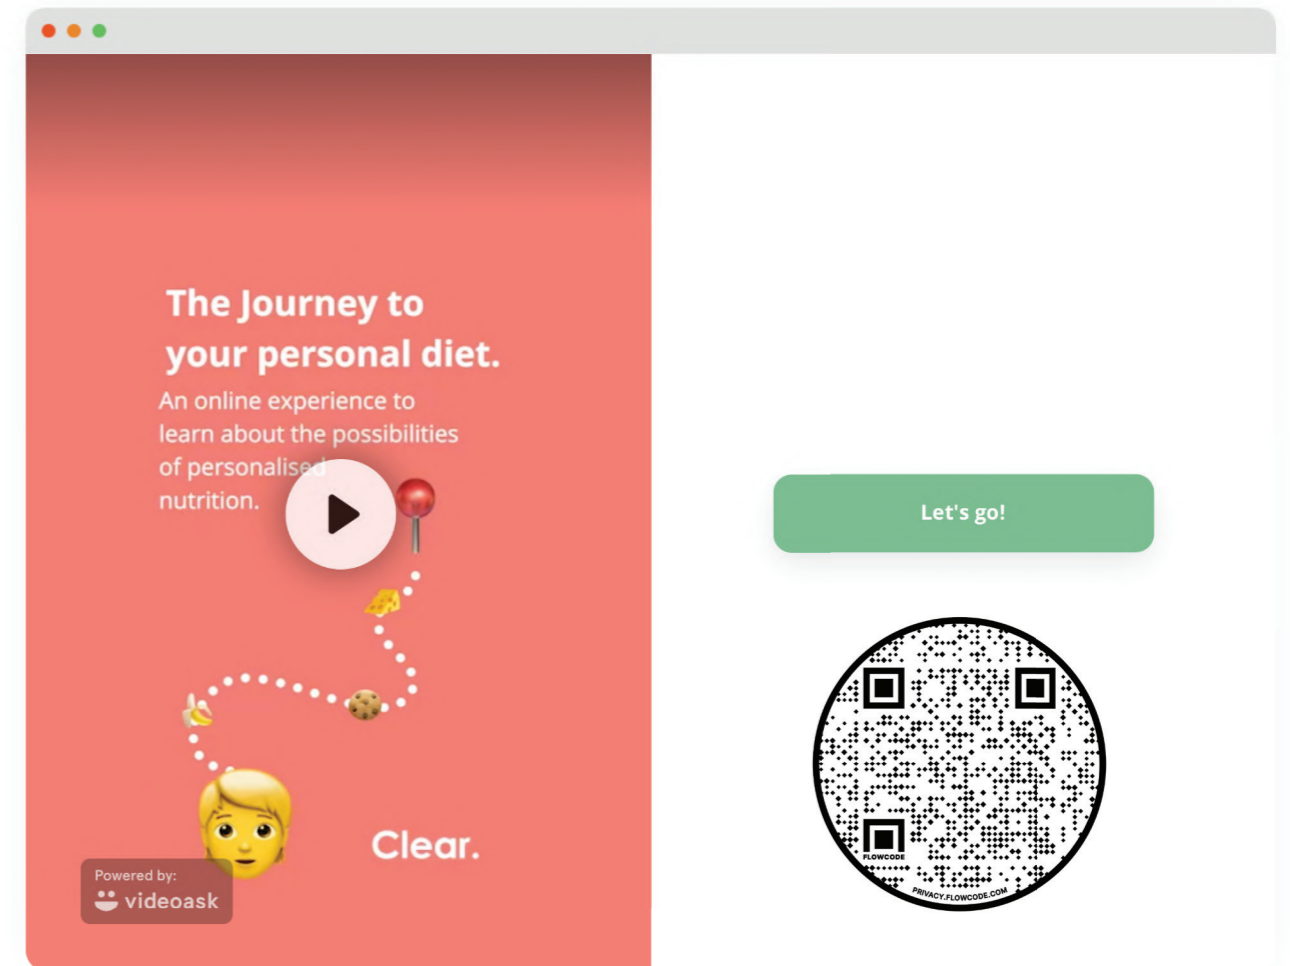 The Journey to
your personal diet.
An online experience to
learn about the possibilities
of personalised
nutrition.
Let's go!
Clear.
Powered by:
videoask
FLOWCODE
PRIVACY.FLOWCODE.COM